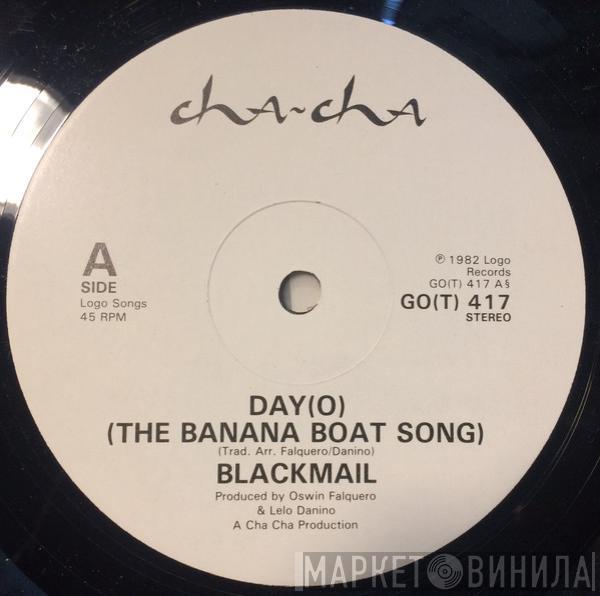 chA~chA
A
SIDE
Logo Songs
45 RPM
℗ 1982 Logo
Records
GO(T) 417 A§
GO(T) 417
STEREO
DAY(O)
(THE BANANA BOAT SONG)
(Trad. Arr. Falquero/Danino)
BLACKMAIL
Produced by Oswin Falquero
& Lelo Danino
A Cha Cha Production
МАРКЕТ ВИНИЛА